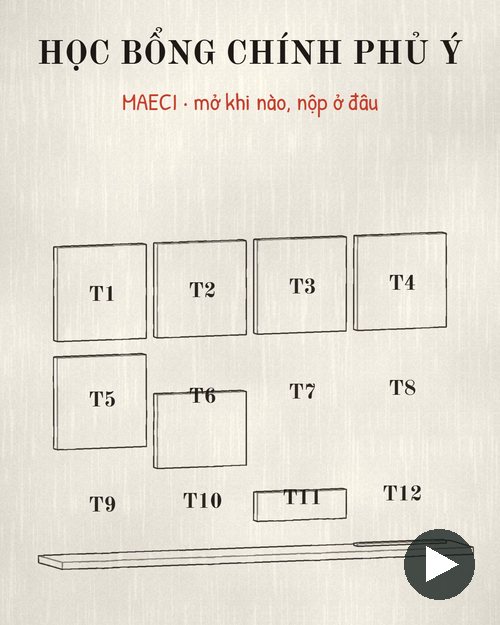 HỌC BỔNG CHÍNH PHỦ Ý
MAECI · mở khi nào, nộp ở đâu
T1 T2 T3 T4
T5 T6 T7 T8
T9 T10 T11 T12